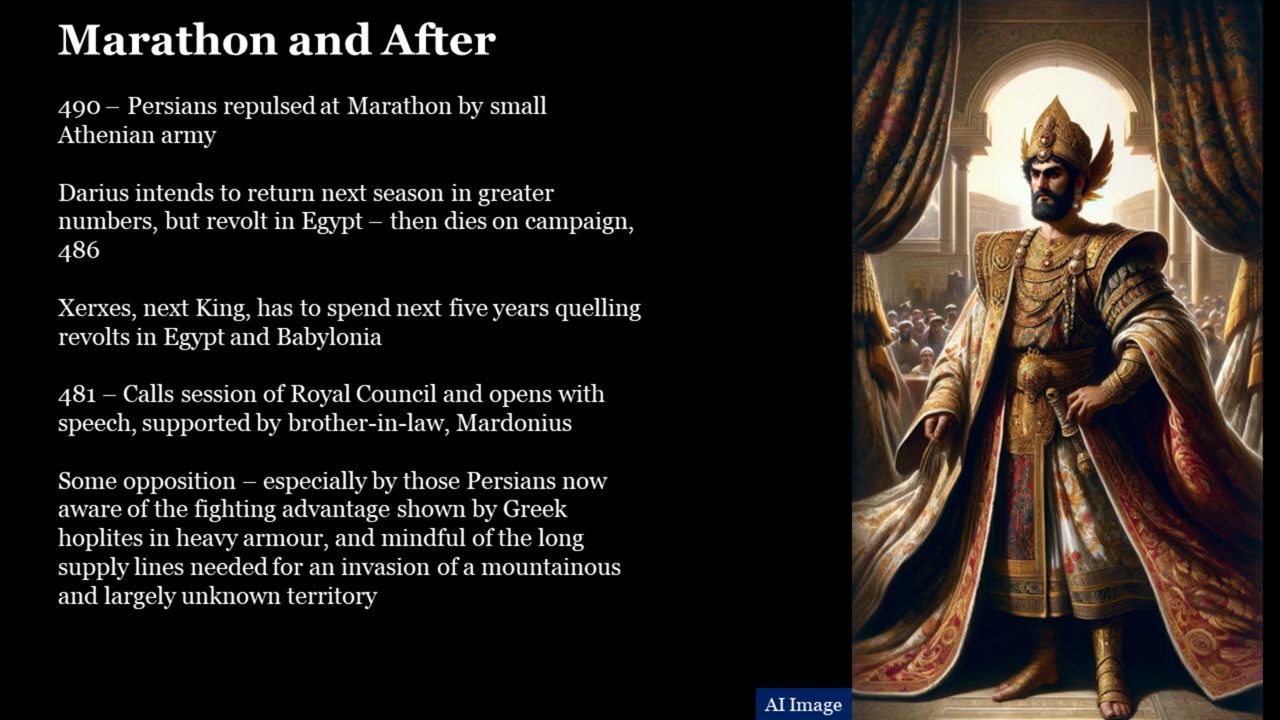 Marathon and After
490 – Persians repulsed at Marathon by small
Athenian army
Darius intends to return next season in greater
numbers, but revolt in Egypt – then dies on campaign,
486
Xerxes, next King, has to spend next five years quelling
revolts in Egypt and Babylonia
481 – Calls session of Royal Council and opens with
speech, supported by brother-in-law, Mardonius
Some opposition – especially by those Persians now
aware of the fighting advantage shown by Greek
hoplites in heavy armour, and mindful of the long
supply lines needed for an invasion of a mountainous
and largely unknown territory
AI Image